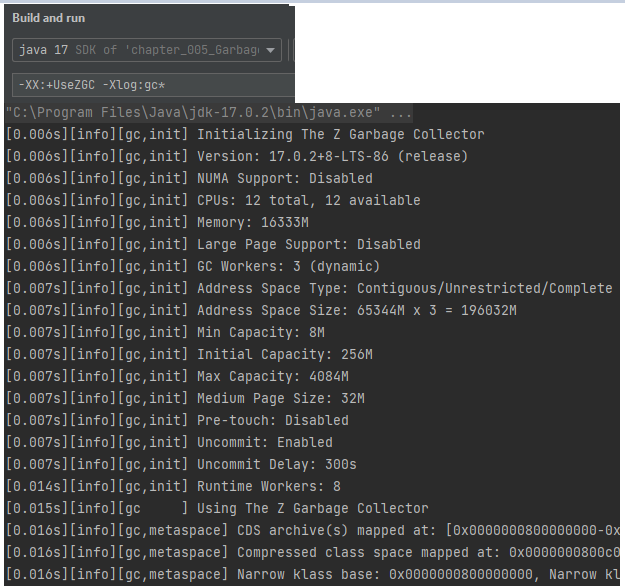 Build and run
java 17 SDK of 'chapter_005_Garbag
-XX:+UseZGC -Xlog:gc*
"C:\Program Files\Java\jdk-17.0.2\bin\java.exe" ...
[0.006s][info][gc,init] Initializing The Z Garbage Collector
[0.006s][info][gc,init] Version: 17.0.2+8-LTS-86 (release)
[0.006s][info][gc,init] NUMA Support: Disabled
[0.006s][info][gc,init] CPUs: 12 total, 12 available
[0.006s][info][gc,init] Memory: 16333M
[0.006s][info][gc,init] Large Page Support: Disabled
[0.006s][info][gc,init] GC Workers: 3 (dynamic)
[0.007s][info][gc,init] Address Space Type: Contiguous/Unrestricted/Complete
[0.007s][info][gc,init] Address Space Size: 65344M x 3 = 196032M
[0.007s][info][gc,init] Min Capacity: 8M
[0.007s][info][gc,init] Initial Capacity: 256M
[0.007s][info][gc,init] Max Capacity: 4084M
[0.007s][info][gc,init] Medium Page Size: 32M
[0.007s][info][gc,init] Pre-touch: Disabled
[0.007s][info][gc,init] Uncommit: Enabled
[0.007s][info][gc,init] Uncommit Delay: 300s
[0.014s][info][gc,init] Runtime Workers: 8
[0.015s][info][gc     ] Using The Z Garbage Collector
[0.016s][info][gc,metaspace] CDS archive(s) mapped at: [0x0000000800000000-0x
[0.016s][info][gc,metaspace] Compressed class space mapped at: 0x0000000800c0
[0.016s][info][gc,metaspace] Narrow klass base: 0x0000000800000000, Narrow kl